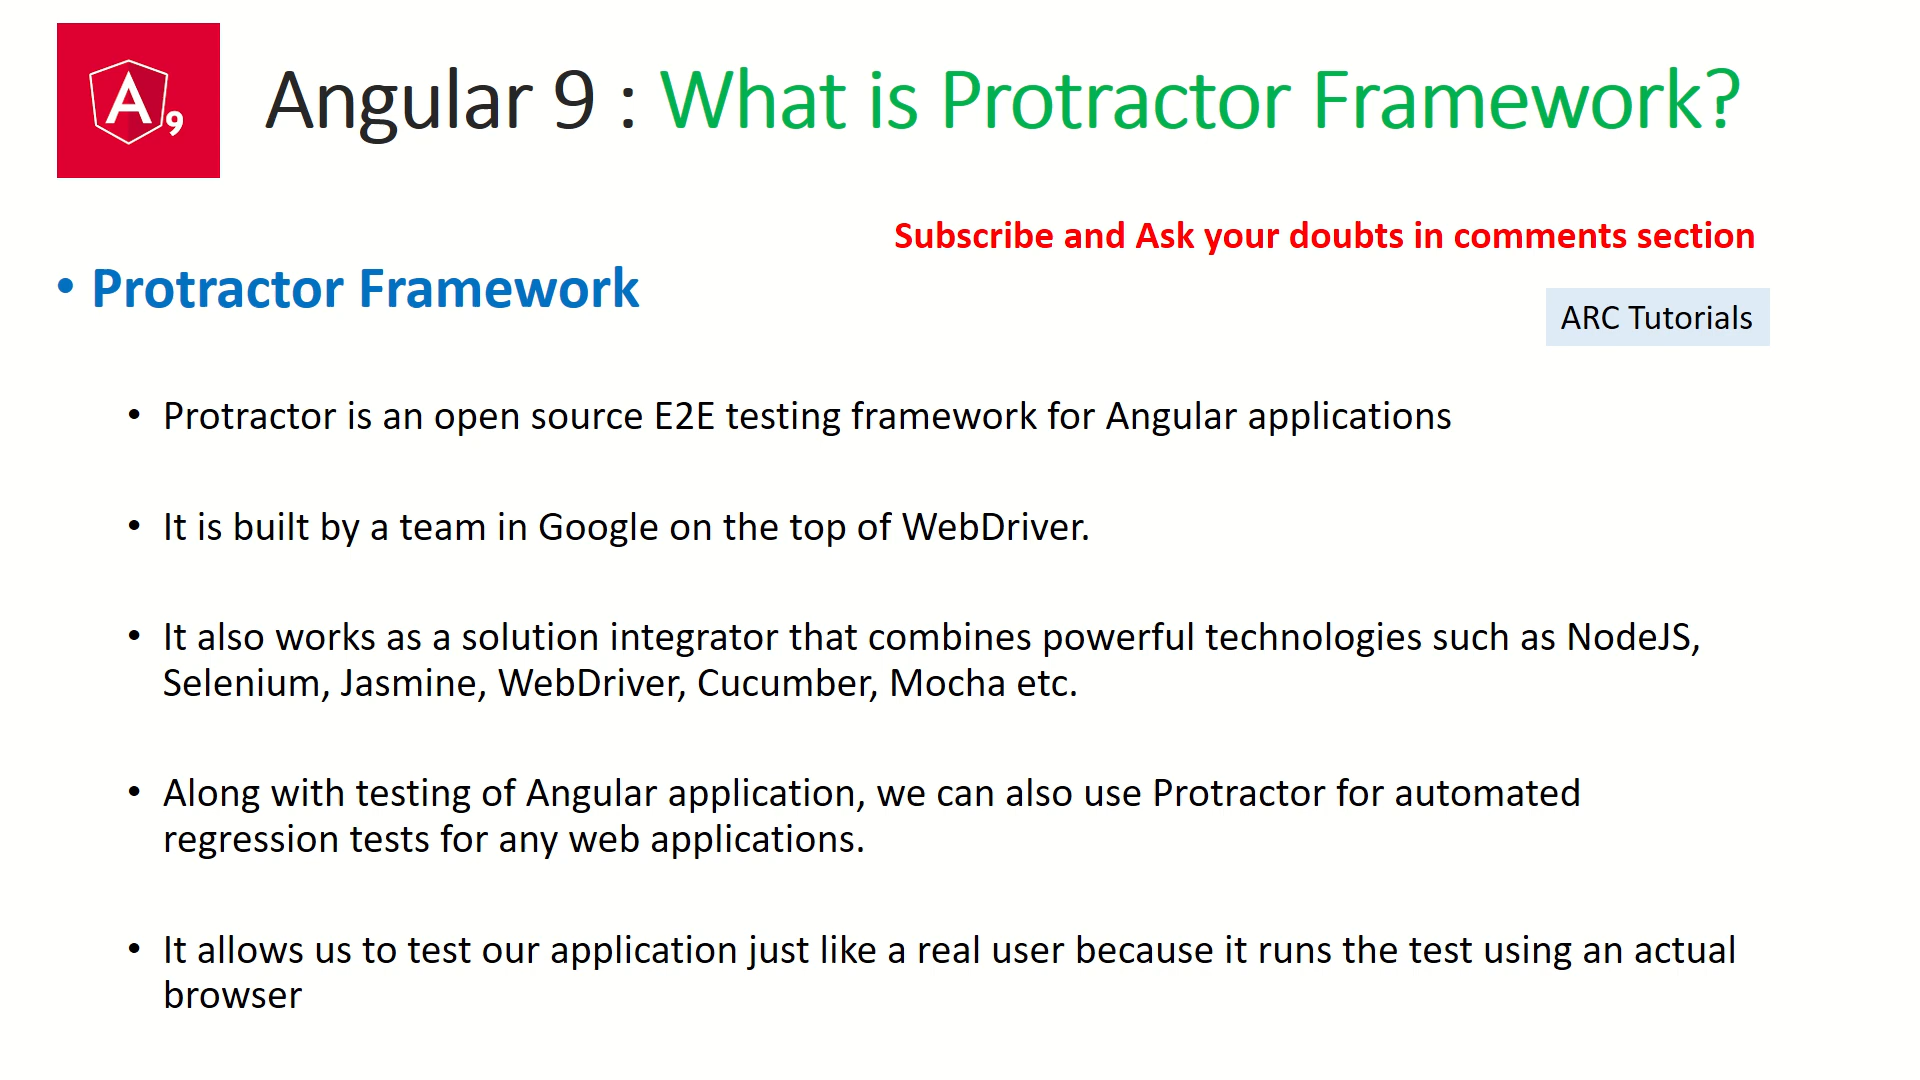 A 9
Angular 9 : What is Protractor Framework?
Subscribe and Ask your doubts in comments section
• Protractor Framework
ARC Tutorials
• Protractor is an open source E2E testing framework for Angular applications
• It is built by a team in Google on the top of WebDriver.
• It also works as a solution integrator that combines powerful technologies such as NodeJS,
Selenium, Jasmine, WebDriver, Cucumber, Mocha etc.
• Along with testing of Angular application, we can also use Protractor for automated
regression tests for any web applications.
• It allows us to test our application just like a real user because it runs the test using an actual
browser